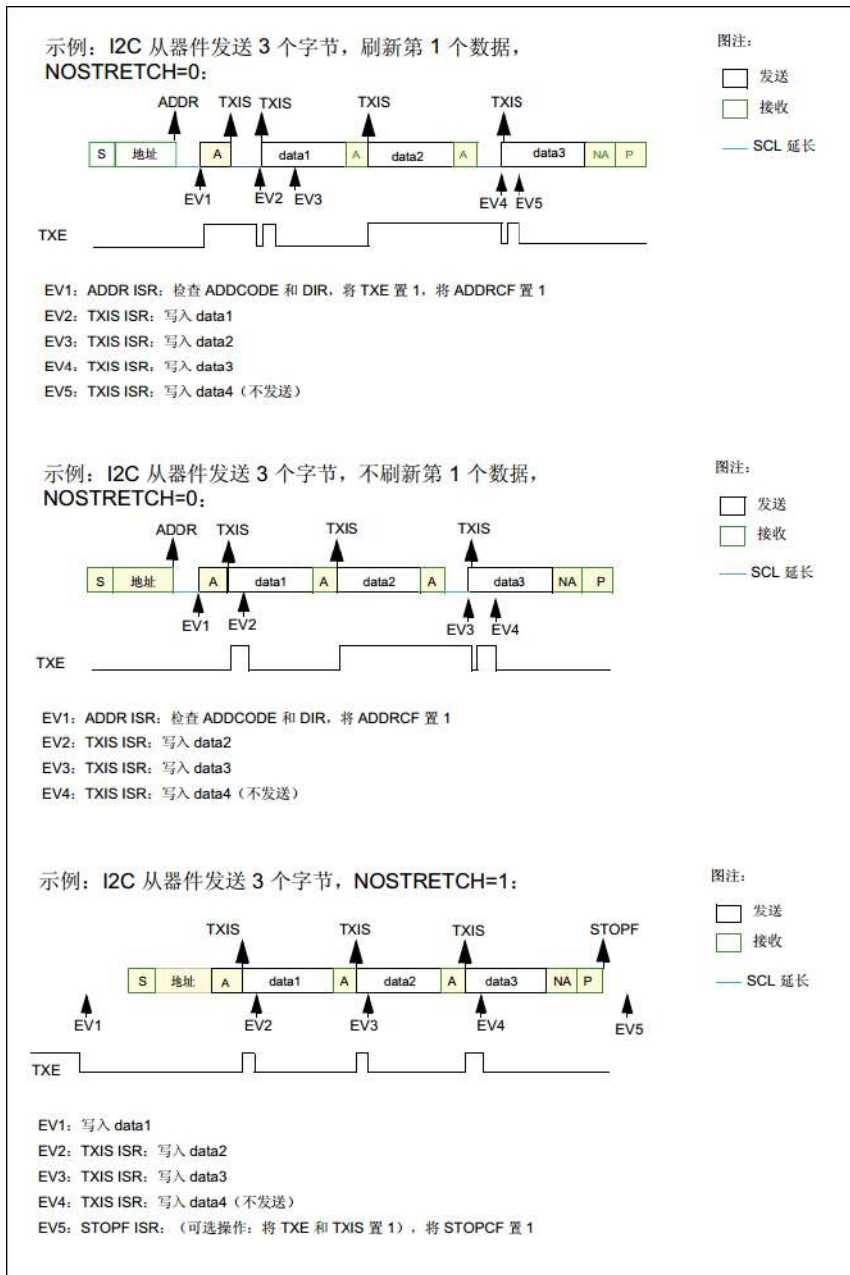 示例：I2C 从器件发送 3 个字节，刷新第 1 个数据，
NOSTRETCH=0：
图注：
发送
接收
SCL 延长
ADDR TXIS TXIS TXIS TXIS
S 地址 A data1 A data2 A data3 NA P
EV1 EV2 EV3 EV4 EV5
TXE
EV1：ADDR ISR：检查 ADDCODE 和 DIR，将 TXE 置 1，将 ADDRCF 置 1
EV2：TXIS ISR：写入 data1
EV3：TXIS ISR：写入 data2
EV4：TXIS ISR：写入 data3
EV5：TXIS ISR：写入 data4（不发送）
示例：I2C 从器件发送 3 个字节，不刷新第 1 个数据，
NOSTRETCH=0：
图注：
发送
接收
SCL 延长
ADDR TXIS TXIS TXIS
S 地址 A data1 A data2 A data3 NA P
EV1 EV2 EV3 EV4
TXE
EV1：ADDR ISR：检查 ADDCODE 和 DIR，将 ADDRCF 置 1
EV2：TXIS ISR：写入 data2
EV3：TXIS ISR：写入 data3
EV4：TXIS ISR：写入 data4（不发送）
示例：I2C 从器件发送 3 个字节，NOSTRETCH=1：
图注：
发送
接收
SCL 延长
TXIS TXIS TXIS STOPF
S 地址 A data1 A data2 A data3 NA P
EV1 EV2 EV3 EV4 EV5
TXE
EV1：写入 data1
EV2：TXIS ISR：写入 data2
EV3：TXIS ISR：写入 data3
EV4：TXIS ISR：写入 data4（不发送）
EV5：STOPF ISR：（可选操作：将 TXE 和 TXIS 置 1），将 STOPCF 置 1